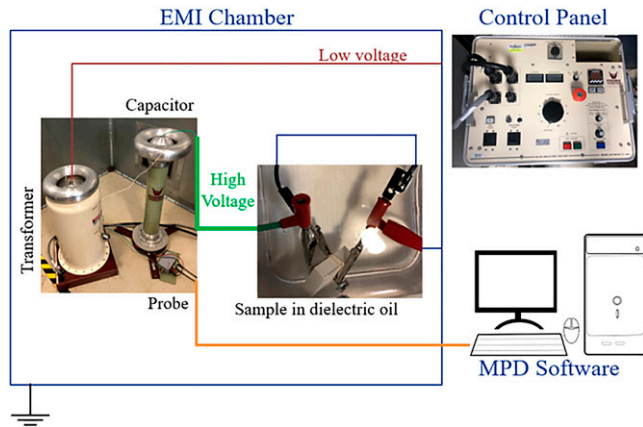 EMI Chamber
Control Panel
Low voltage
Capacitor
High
Voltage
Transformer
Probe
Sample in dielectric oil
MPD Software